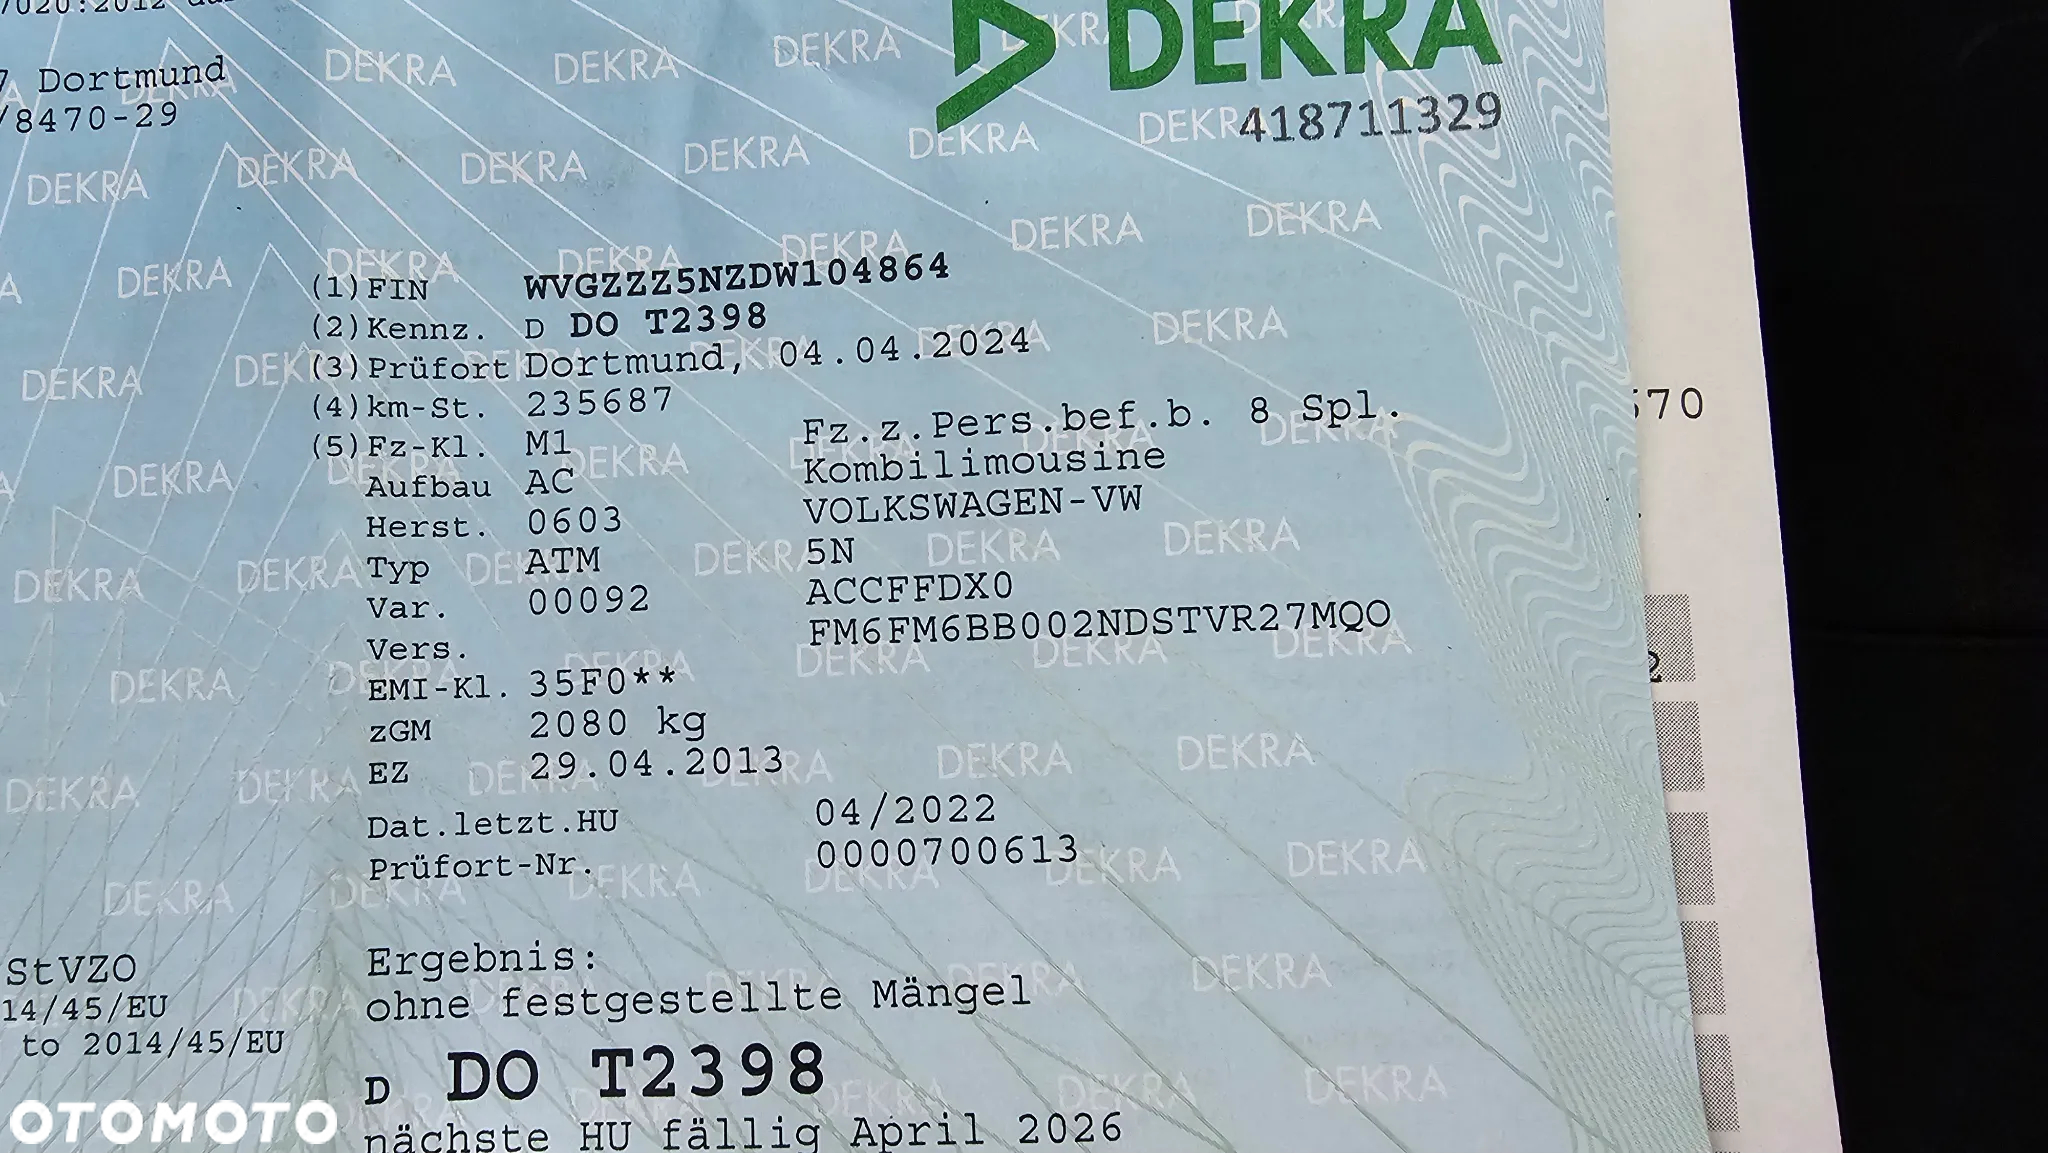 7020:2012
DEKRA
7 Dortmund
/8470-29
418711329
(1) FIN WVGZZZ5NZDW104864
(2) Kennz. D DO T2398
(3) Prüfort Dortmund, 04.04.2024
(4) km-St. 235687
(5) Fz-Kl. M1 Fz.z.Pers.bef.b. 8 Spl.
Aufbau AC Kombilimousine
Herst. 0603 VOLKSWAGEN-VW
Typ ATM 5N
Var. 00092 ACCFFDX0
Vers. FM6FM6BB002NDSTVR27MQO
EMI-Kl. 35F0**
zGM 2080 kg
EZ 29.04.2013
Dat.letzt.HU 04/2022
Prüfort-Nr. 0000700613
Ergebnis:
ohne festgestellte Mängel
StVZO
14/45/EU
to 2014/45/EU
D DO T2398
nächste HU fällig April 2026
70
2
OTOMOTO